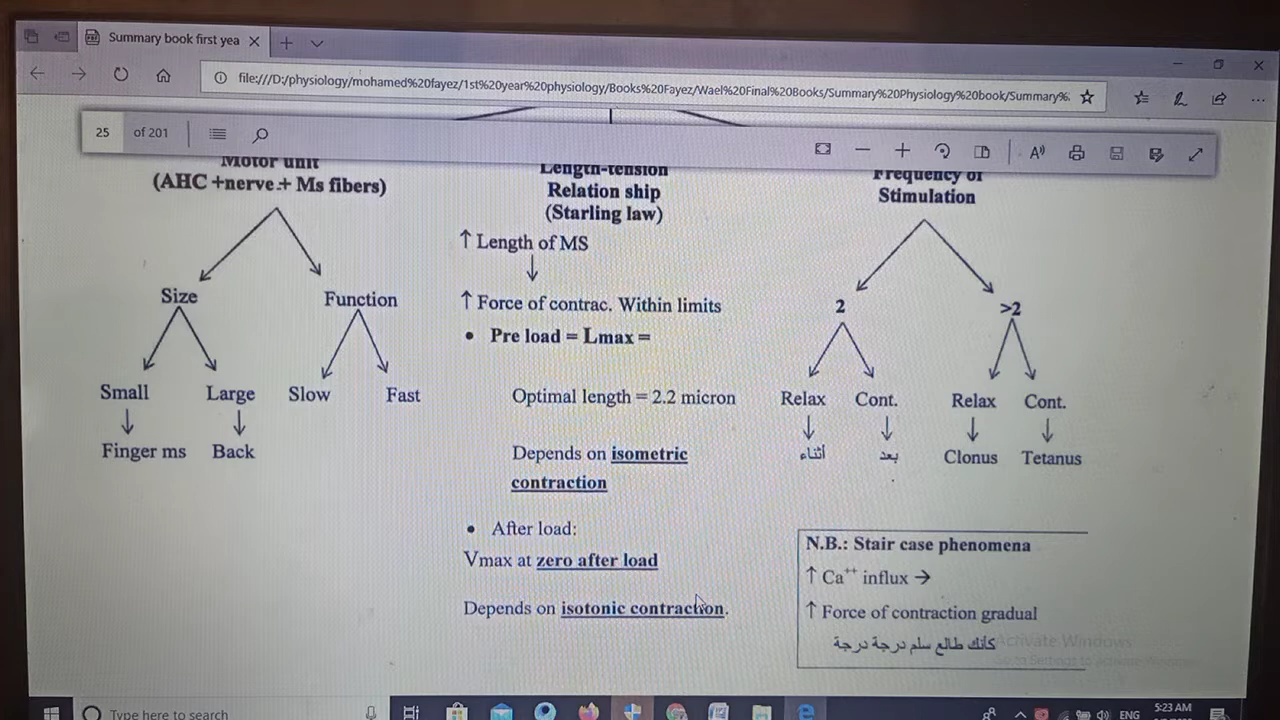 Summary book first yea
file:///D:/physiology/mohamed%20fayez/1st%20year%20physiology/Books%20Fayez/Wael%20Final%20Books/Summary%20Physiology%20book/Summary%
25 of 201
Motor unit
(AHC +nerve + Ms fibers)
Size
Function
Small
Large
Slow
Fast
Finger ms
Back
Length-tension
Relation ship
(Starling law)
↑ Length of MS
↑ Force of contrac. Within limits
• Pre load = Lmax =
Optimal length = 2.2 micron
Depends on isometric
contraction
• After load:
Vmax at zero after load
Depends on isotonic contraction.
Frequency of
Stimulation
2
>2
Relax
Cont.
Relax
Cont.
أثناء
بعد
Clonus
Tetanus
N.B.: Stair case phenomena
↑ Ca++ influx →
↑ Force of contraction gradual
كأنك طالع سلم درجة درجة
Activate Windows
Type here to search
ENG
5:23 AM